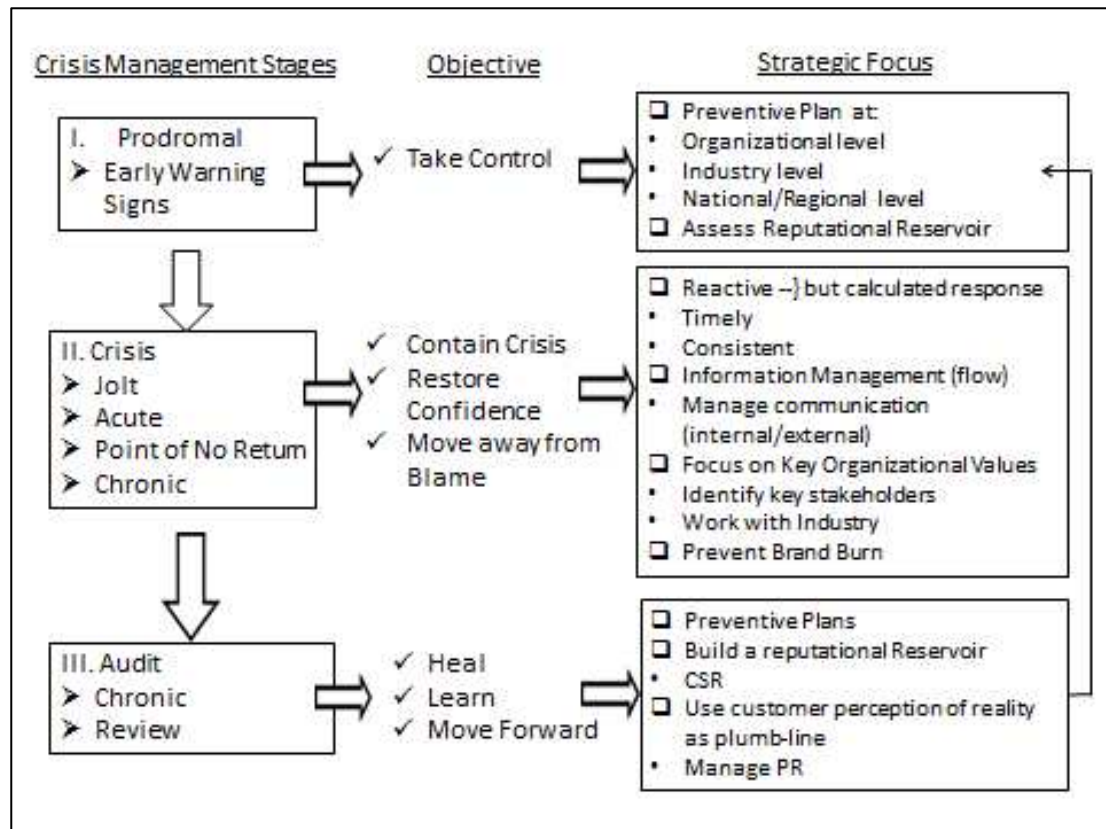 Crisis Management Stages
Objective
Strategic Focus
I. Prodromal
➤ Early Warning
Signs
✓ Take Control
❑ Preventive Plan at:
• Organizational level
• Industry level
• National/Regional level
❑ Assess Reputational Reservoir
II. Crisis
➤ Jolt
➤ Acute
➤ Point of No Return
➤ Chronic
✓ Contain Crisis
✓ Restore
Confidence
✓ Move away from
Blame
❑ Reactive --} but calculated response
• Timely
• Consistent
❑ Information Management (flow)
• Manage communication
(internal/external)
❑ Focus on Key Organizational Values
• Identify key stakeholders
• Work with Industry
❑ Prevent Brand Burn
III. Audit
➤ Chronic
➤ Review
✓ Heal
✓ Learn
✓ Move Forward
❑ Preventive Plans
❑ Build a reputational Reservoir
• CSR
❑ Use customer perception of reality
as plumb-line
• Manage PR